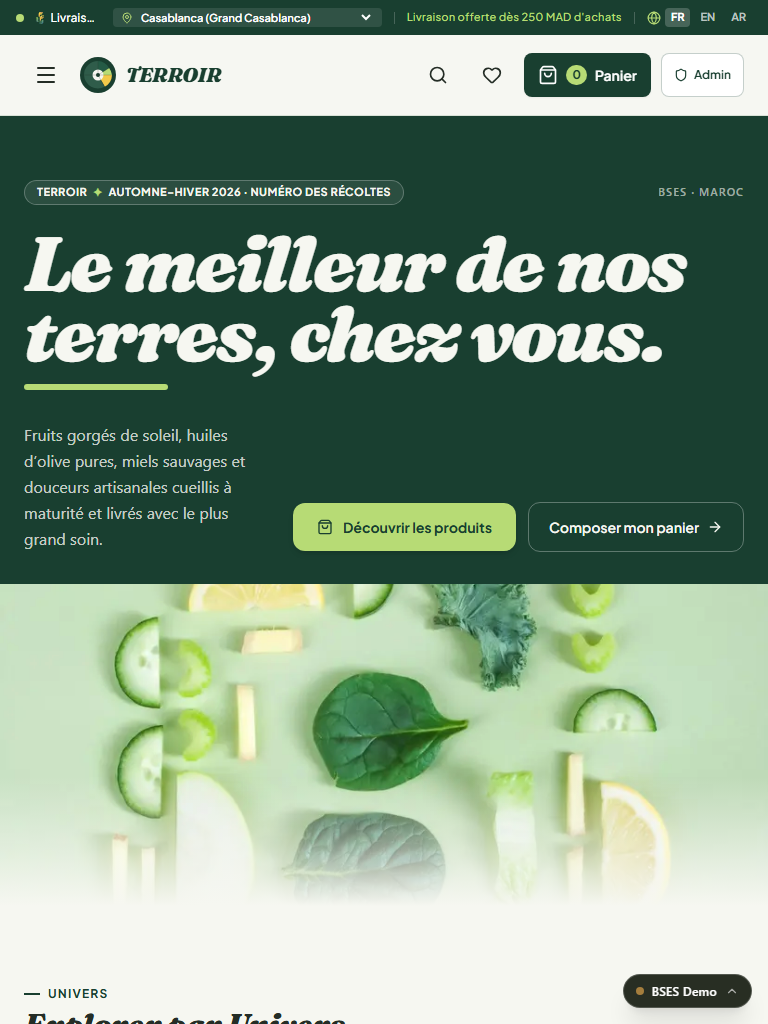 Livrais...
Casablanca (Grand Casablanca)
Livraison offerte dès 250 MAD d'achats
FR EN AR
TERROIR
0 Panier
Admin
TERROIR ✦ AUTOMNE–HIVER 2026 · NUMÉRO DES RÉCOLTES
BSES · MAROC
Le meilleur de nos
terres, chez vous.
Fruits gorgés de soleil, huiles
d'olive pures, miels sauvages et
douceurs artisanales cueillis à
maturité et livrés avec le plus
grand soin.
Découvrir les produits
Composer mon panier →
— UNIVERS
Explorer par Univers
BSES Demo